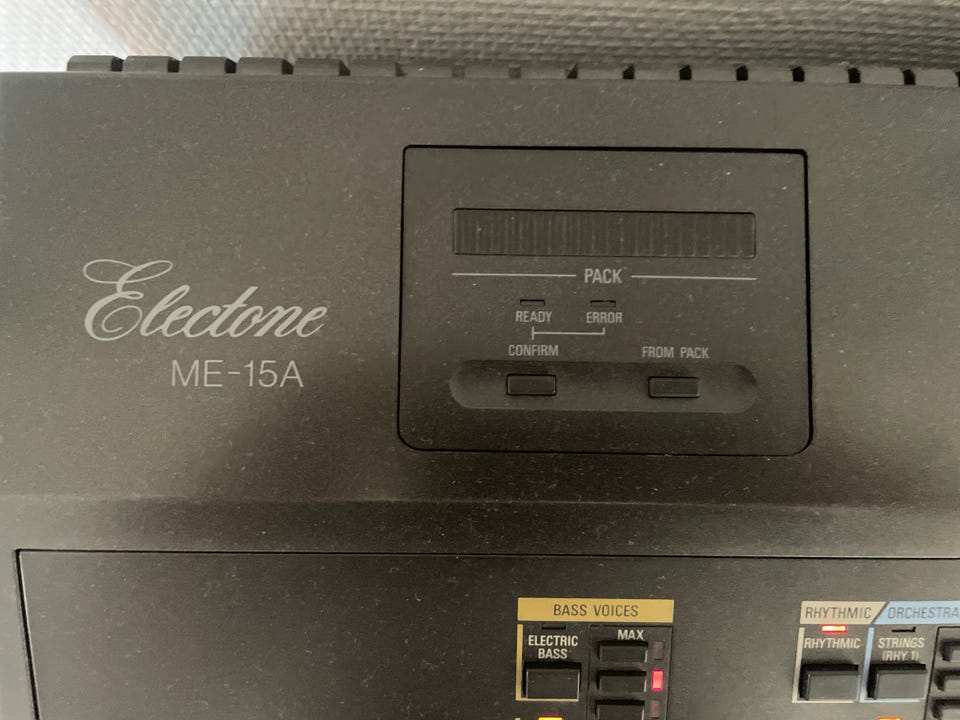 PACK
READY ERROR
CONFIRM FROM PACK
Electone
ME-15A
BASS VOICES
ELECTRIC
BASS
MAX
RHYTHMIC ORCHESTRA
RHYTHMIC
STRINGS
(RHY.1)